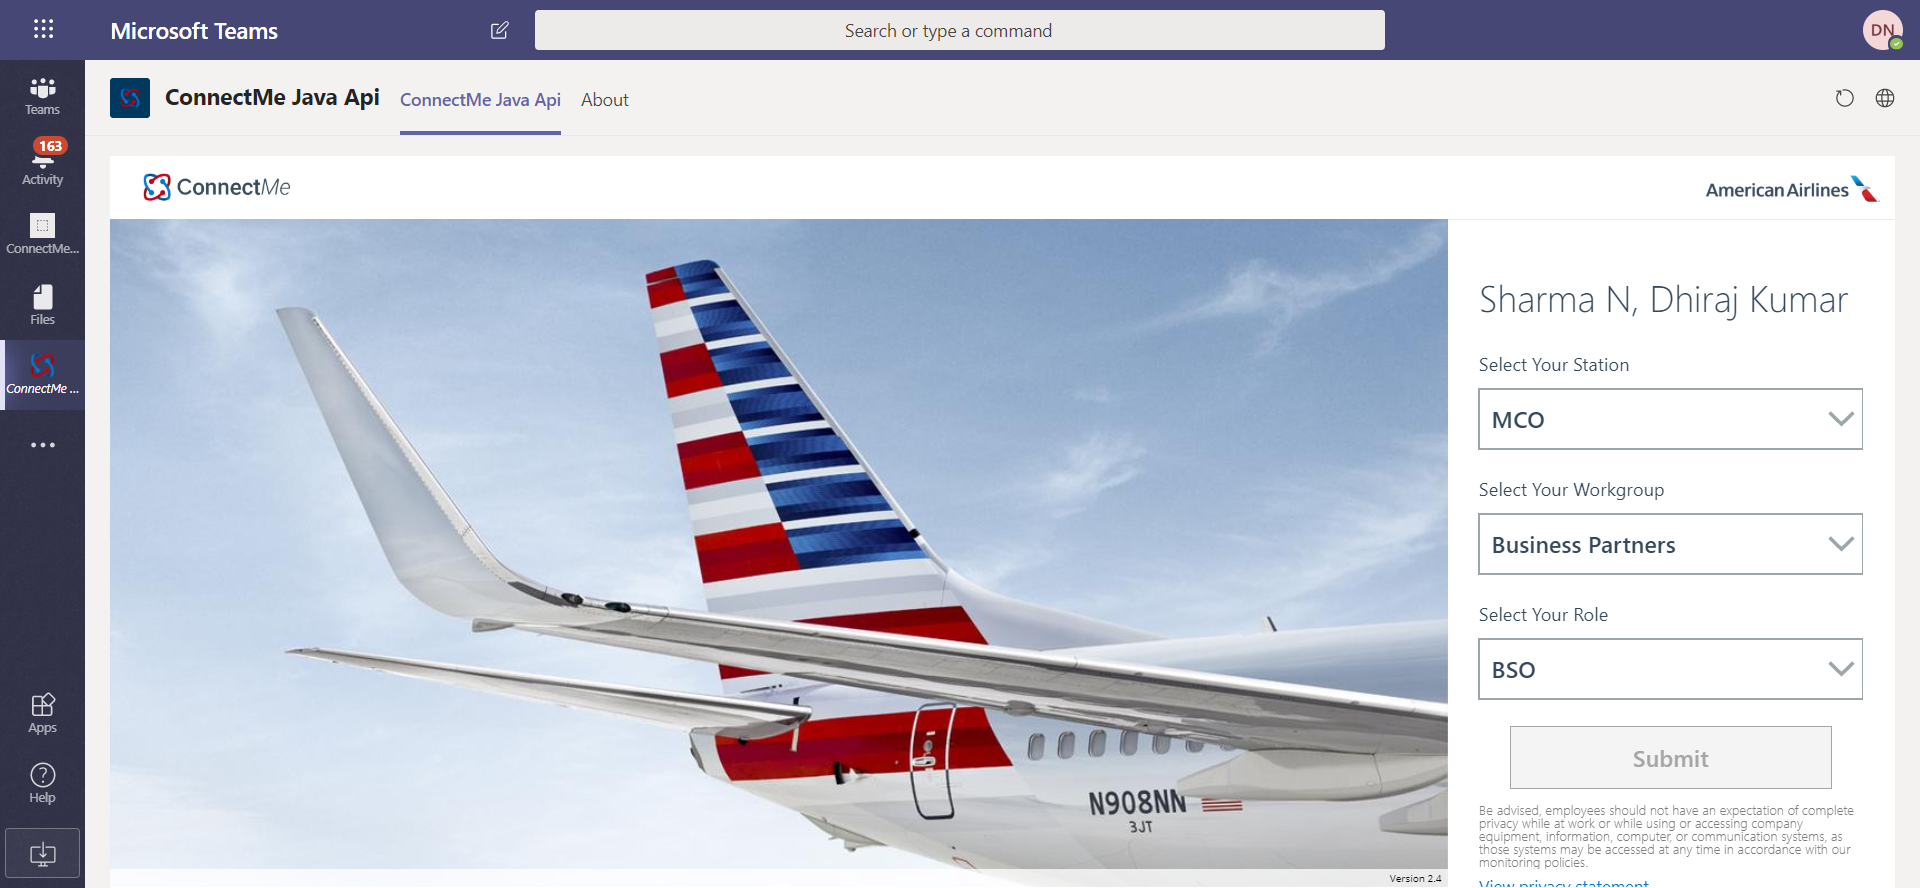 Microsoft Teams
Search or type a command
DN
Teams
163
Activity
ConnectMe...
Files
ConnectMe ...
Apps
Help
ConnectMe Java Api
ConnectMe Java Api
About
ConnectMe
American Airlines
N908NN
3JT
Version 2.4
Sharma N, Dhiraj Kumar
Select Your Station
MCO
Select Your Workgroup
Business Partners
Select Your Role
BSO
Submit
Be advised, employees should not have an expectation of complete
privacy while at work or while using or accessing company
equipment, information, computer, or communication systems, as
those systems may be accessed at any time in accordance with our
monitoring policies.
View privacy statement